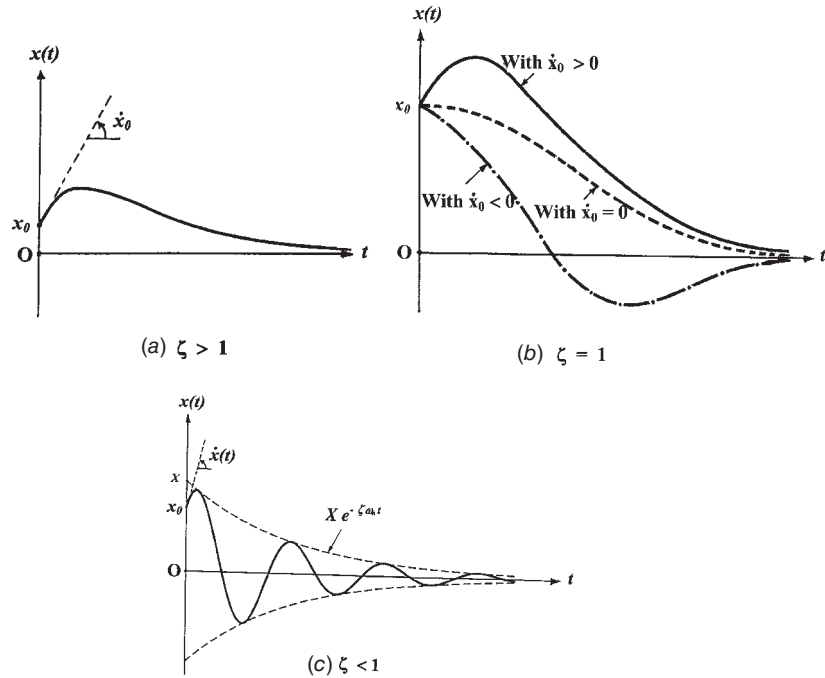 x(t)
ẋ₀
x₀
O
t
(a) ζ > 1
x(t)
With ẋ₀ > 0
x₀
With ẋ₀ < 0
With ẋ₀ = 0
O
t
(b) ζ = 1
x(t)
ẋ(t)
X
x₀
X e^{-ζω_n t}
O
t
(c) ζ < 1